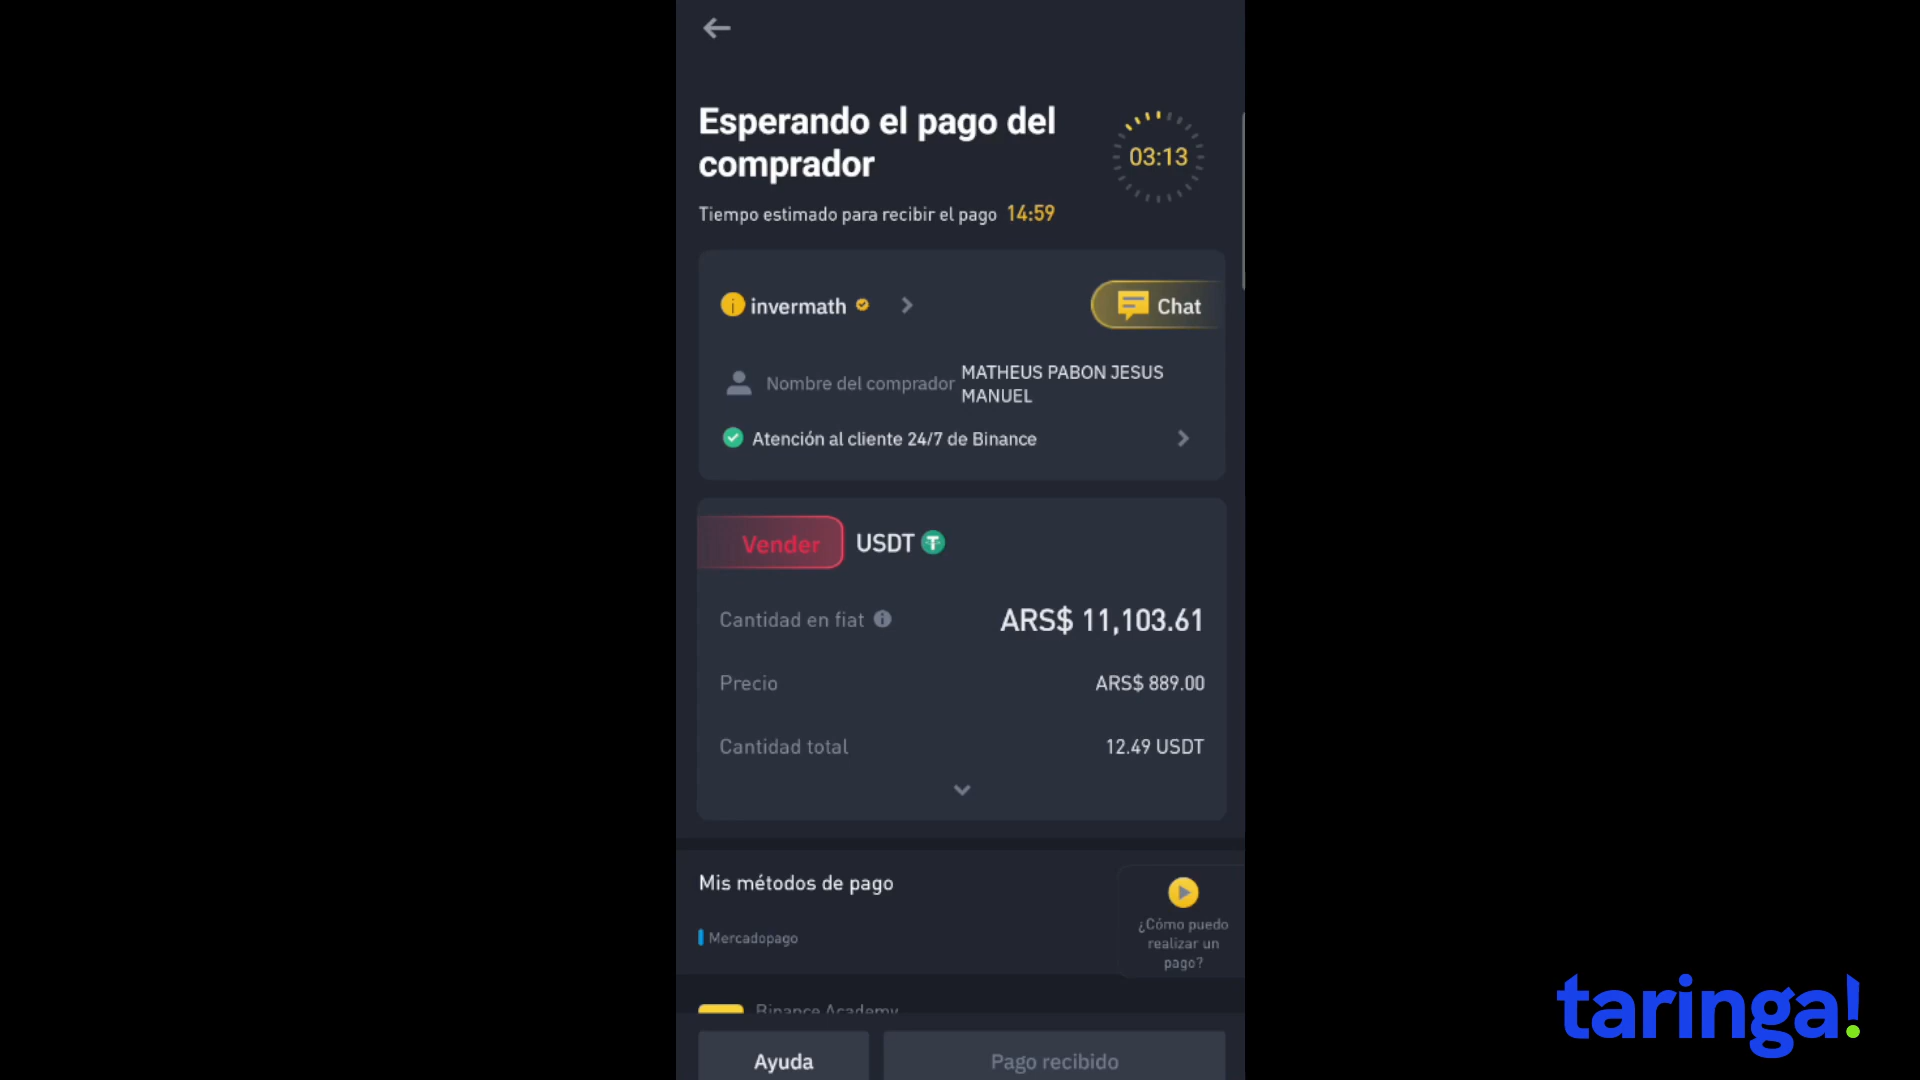 Esperando el pago del
comprador
03:13
Tiempo estimado para recibir el pago 14:59
invermath
Chat
Nombre del comprador MATHEUS PABON JESUS
MANUEL
Atención al cliente 24/7 de Binance
Vender USDT
Cantidad en fiat ARS$ 11,103.61
Precio ARS$ 889.00
Cantidad total 12.49 USDT
Mis métodos de pago
Mercadopago
¿Cómo puedo
realizar un
pago?
Binance Academy
Ayuda
Pago recibido
taringa!